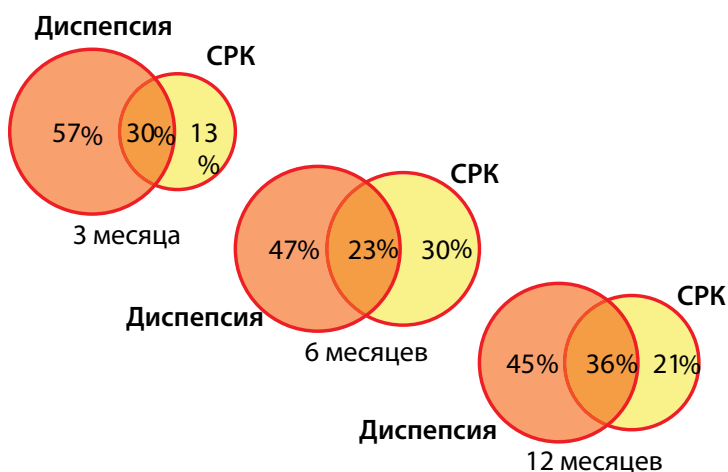 Диспепсия
СРК
57%
30%
13
%
3 месяца
СРК
47%
23%
30%
Диспепсия
6 месяцев
СРК
45%
36%
21%
Диспепсия
12 месяцев